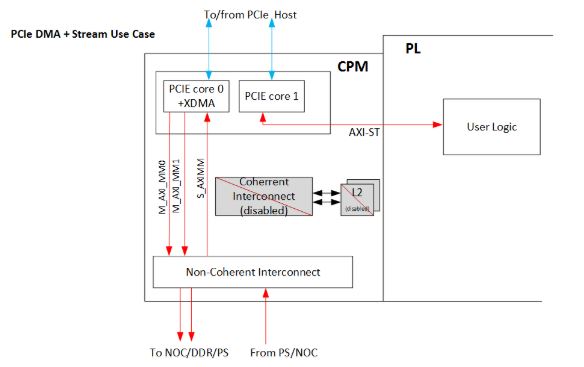 To/from PCIe Host
PCIe DMA + Stream Use Case
PL
CPM
PCIE core 0
+XDMA
PCIE core 1
AXI-ST
User Logic
M_AXI_MM0
M_AXI_MM1
S_AXIMM
Coherrent
Interconnect
(disabled)
L2
(disabled)
Non-Coherent Interconnect
To NOC/DDR/PS
From PS/NOC